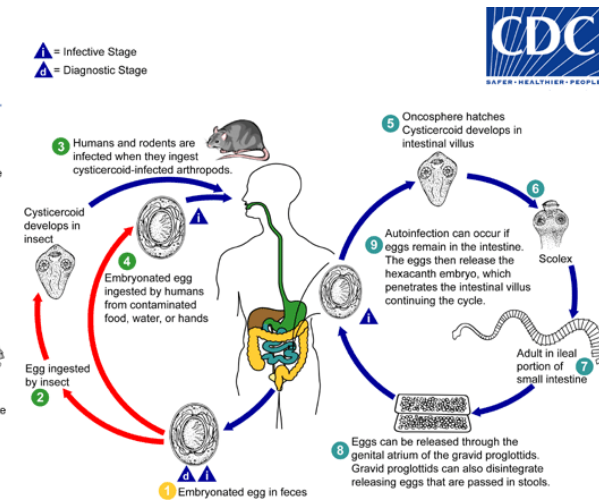 i = Infective Stage
d = Diagnostic Stage
CDC
SAFER • HEALTHIER • PEOPLE
3 Humans and rodents are
infected when they ingest
cysticercoid-infected arthropods.
5 Oncosphere hatches
Cysticercoid develops in
intestinal villus
6
Scolex
Cysticercoid
develops in
insect
i
4
Embryonated egg
ingested by humans
from contaminated
food, water, or hands
9 Autoinfection can occur if
eggs remain in the intestine.
The eggs then release the
hexacanth embryo, which
penetrates the intestinal villus
continuing the cycle.
i
Adult in ileal
portion of 7
small intestine
Egg ingested
by insect
2
8 Eggs can be released through the
genital atrium of the gravid proglottids.
Gravid proglottids can also disintegrate
releasing eggs that are passed in stools.
d i
1 Embryonated egg in feces